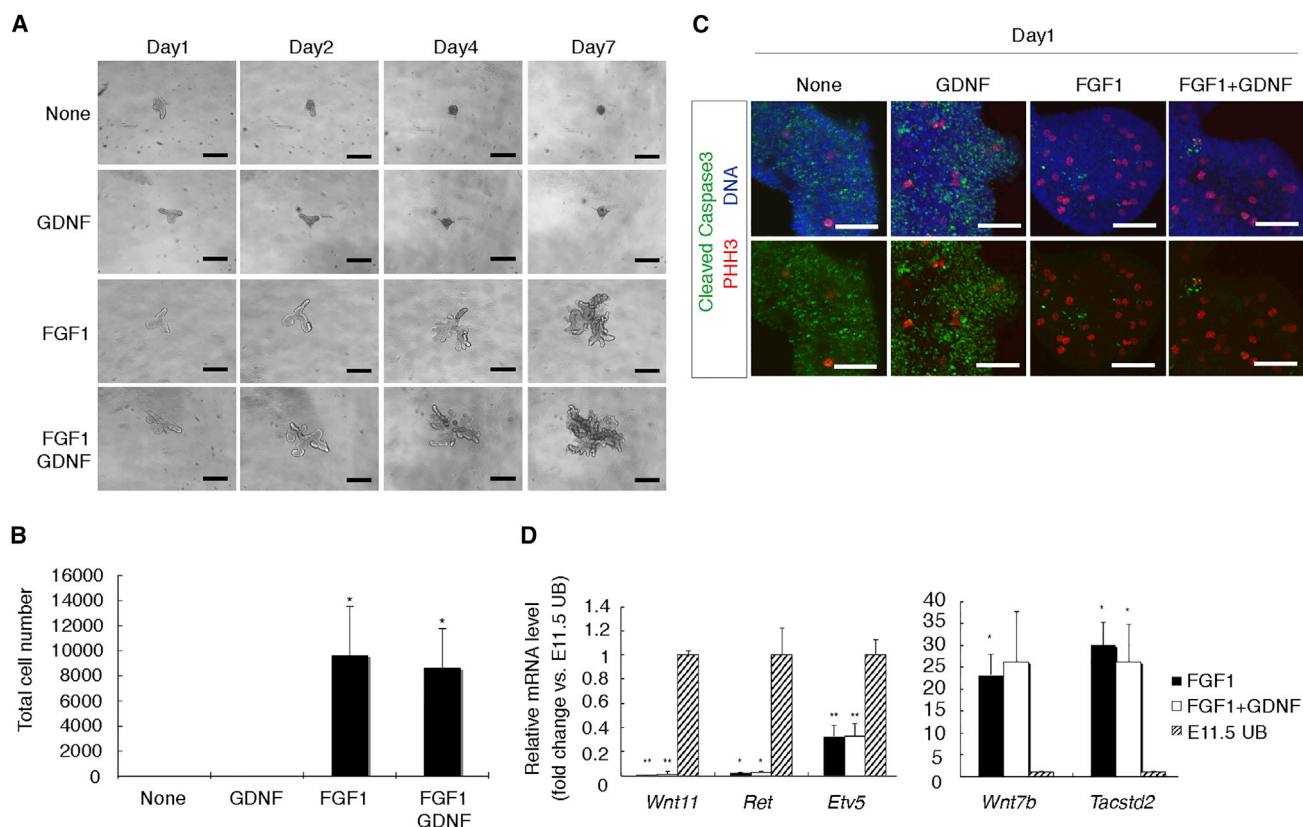 A
Day1 Day2 Day4 Day7
None
GDNF
FGF1
FGF1
GDNF
C
Day1
None GDNF FGF1 FGF1+GDNF
Cleaved Caspase3 DNA
PHH3
B
Total cell number
16000
14000
12000
10000
8000
6000
4000
2000
0
* *
None GDNF FGF1 FGF1
GDNF
D
Relative mRNA level
(fold change vs. E11.5 UB)
1.4
1.2
1
0.8
0.6
0.4
0.2
0
** ** * * ** **
Wnt11 Ret Etv5
40
35
30
25
20
25
10
5
0
* * *
Wnt7b Tacstd2
FGF1
FGF1+GDNF
E11.5 UB